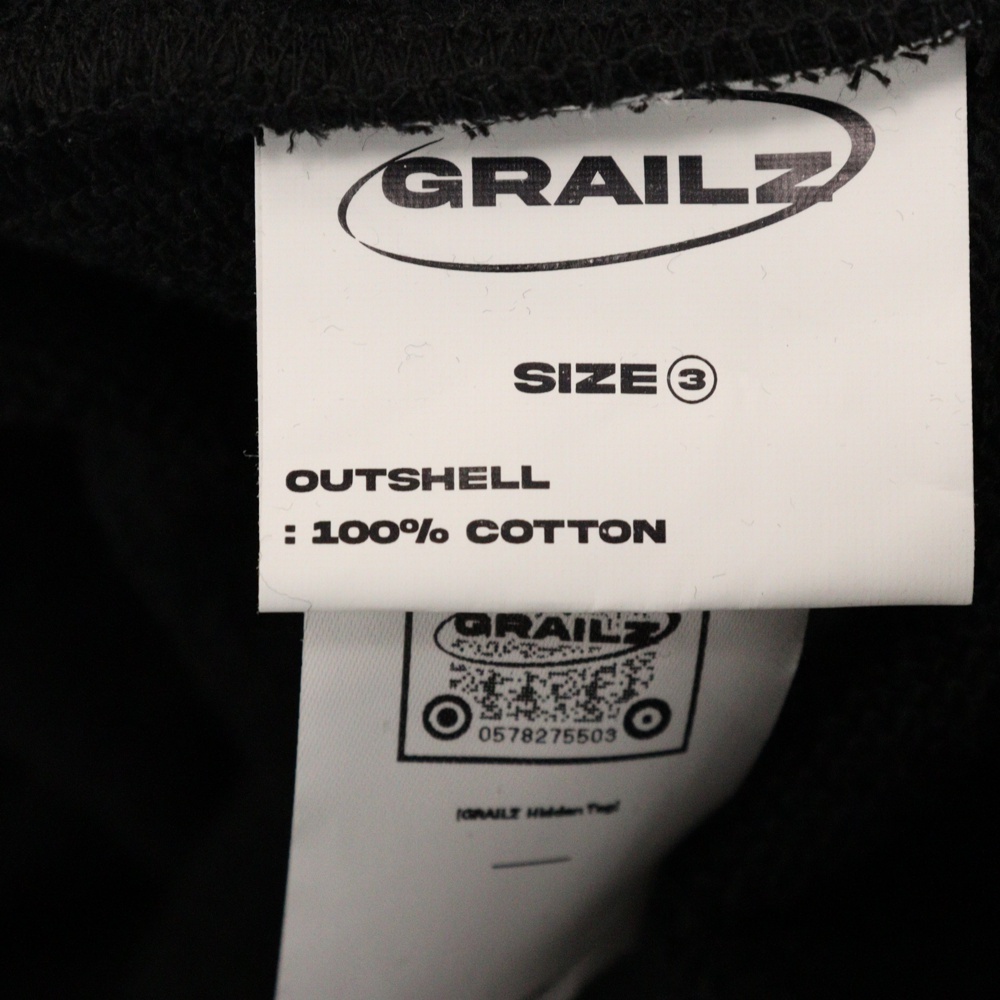 GRAILZ
SIZE 3
OUTSHELL
: 100% COTTON
GRAILZ
0578275503
[GRAILZ Hidden Tag]